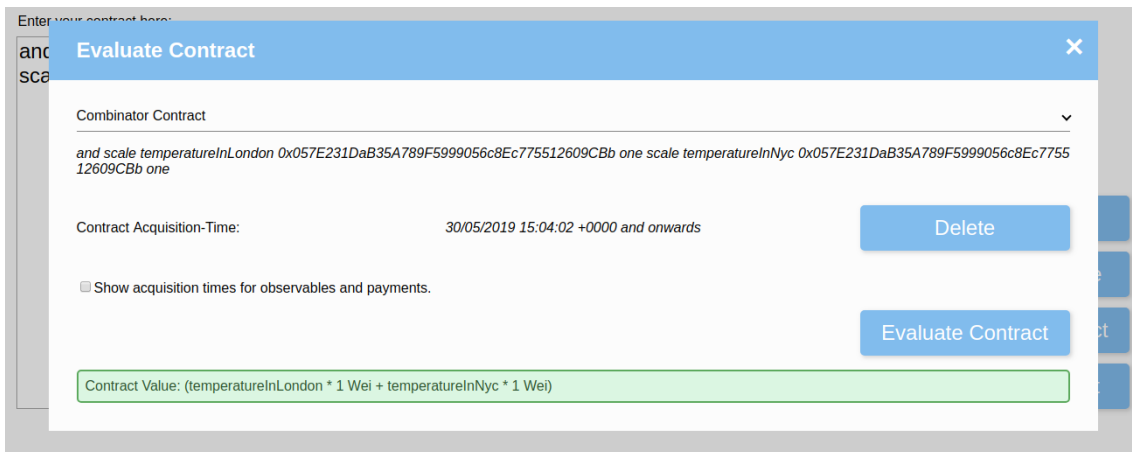 Enter your contract here:
and
sca
Evaluate Contract
×
Combinator Contract
and scale temperatureInLondon 0x057E231DaB35A789F5999056c8Ec775512609CBb one scale temperatureInNyc 0x057E231DaB35A789F5999056c8Ec7755
12609CBb one
Contract Acquisition-Time:
30/05/2019 15:04:02 +0000 and onwards
Delete
Show acquisition times for observables and payments.
Evaluate Contract
Contract Value: (temperatureInLondon * 1 Wei + temperatureInNyc * 1 Wei)